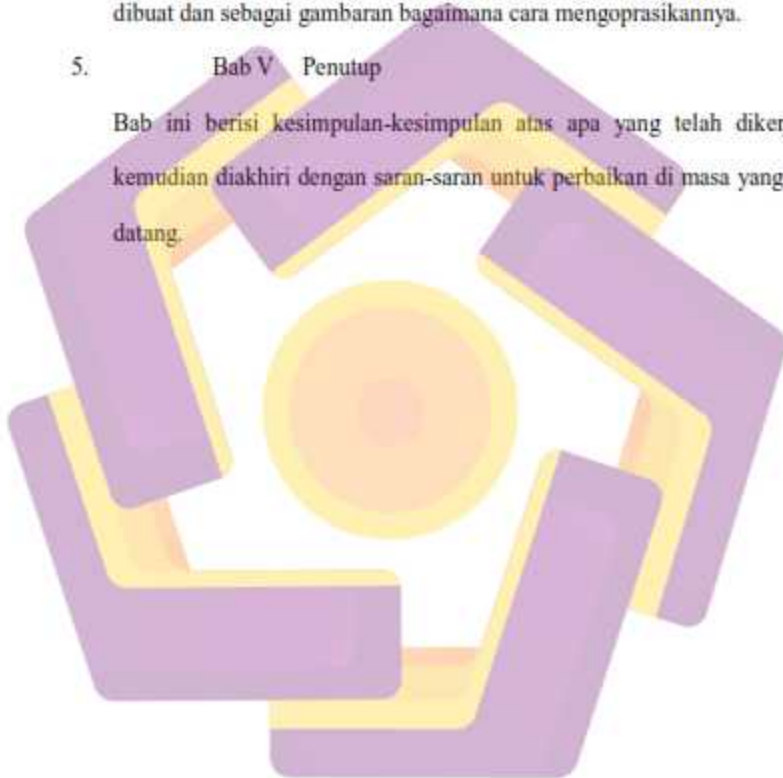 dibuat dan sebagai gambaran bagaimana cara mengoprasikannya.
5. Bab V Penutup
Bab ini berisi kesimpulan-kesimpulan atas apa yang telah diker
kemudian diakhiri dengan saran-saran untuk perbaikan di masa yang
datang.